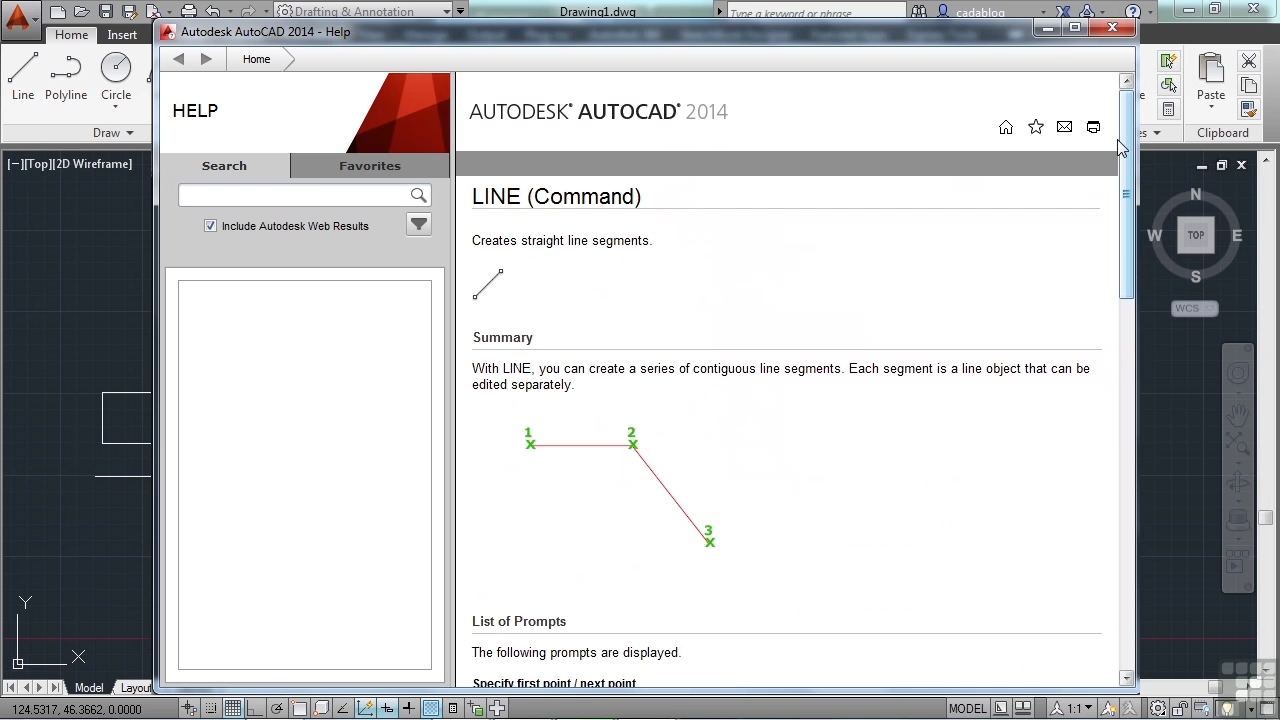 Drafting & Annotation
Drawing1.dwg
Type a keyword or phrase
cadablog
Autodesk AutoCAD 2014 - Help
Home
Insert
Home
Line
Polyline
Circle
Draw
Paste
Clipboard
HELP
AUTODESK® AUTOCAD® 2014
Search
Favorites
Include Autodesk Web Results
[−][Top][2D Wireframe]
LINE (Command)
Creates straight line segments.
Summary
With LINE, you can create a series of contiguous line segments. Each segment is a line object that can be
edited separately.
1
2
3
List of Prompts
The following prompts are displayed.
Specify first point / next point
N
W
TOP
E
S
WCS
Y
X
Model
Layou
124.5317, 46.3662, 0.0000
MODEL
1:1